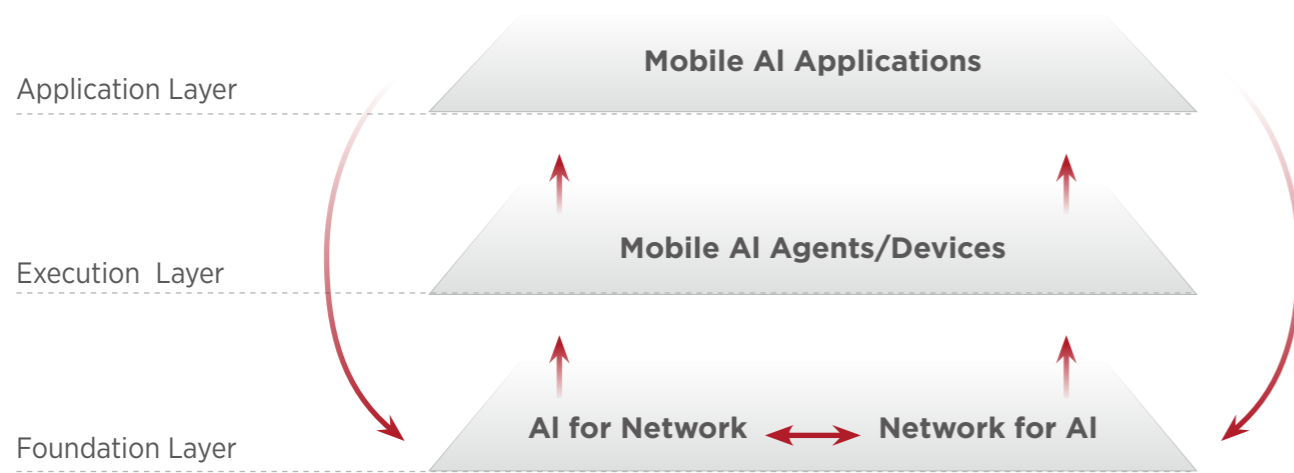 Mobile AI Applications
Application Layer
Mobile AI Agents/Devices
Execution Layer
AI for Network
Network for AI
Foundation Layer